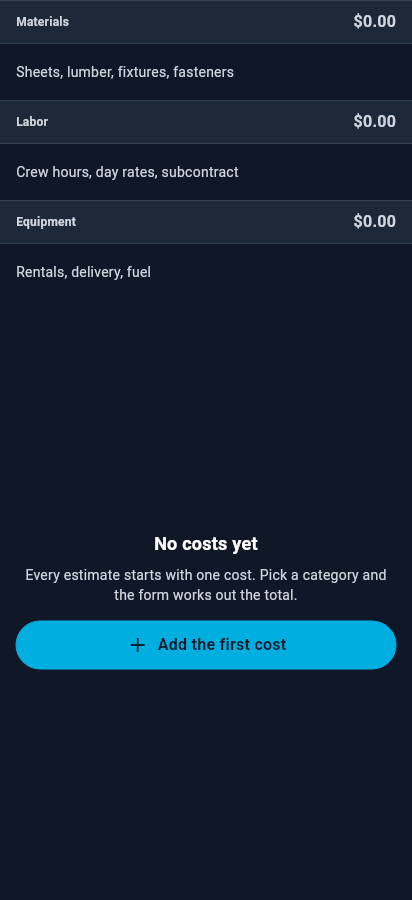 Materials $0.00
Sheets, lumber, fixtures, fasteners
Labor $0.00
Crew hours, day rates, subcontract
Equipment $0.00
Rentals, delivery, fuel
No costs yet
Every estimate starts with one cost. Pick a category and
the form works out the total.
Add the first cost